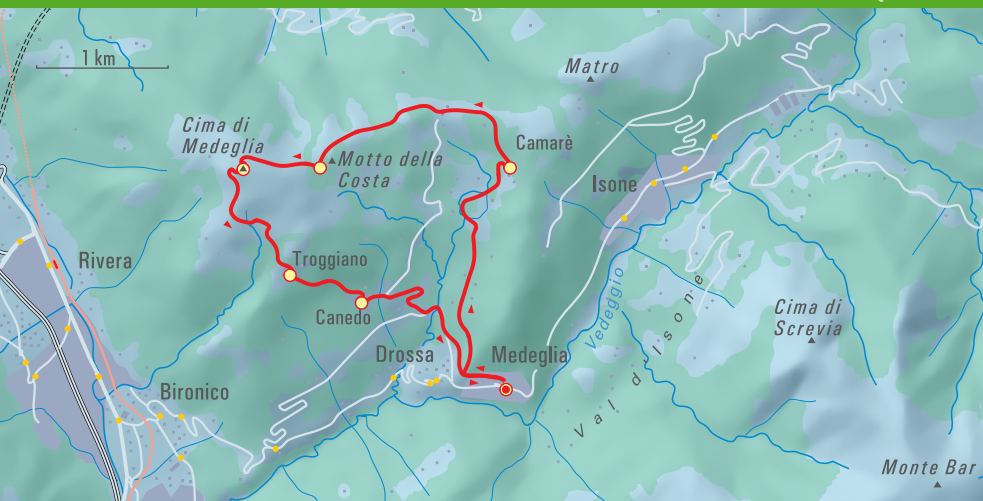 1 km
Matro
Cima di
Medeglia
Camarè
Motto della
Costa
Isone
Rivera
Troggiano
Vedeggio
Val d'Isone
Canedo
Cima di
Screvia
Drossa
Medeglia
Bironico
Monte Bar